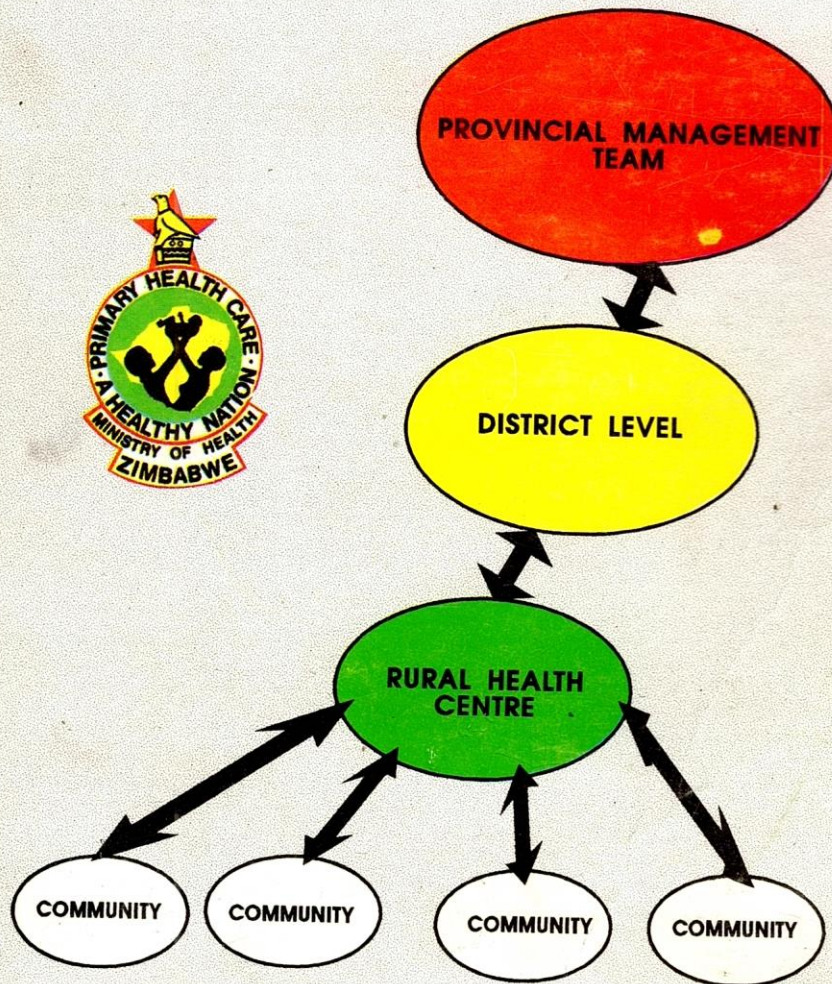 PROVINCIAL MANAGEMENT
TEAM
PRIMARY HEALTH CARE
A HEALTHY NATION
MINISTRY OF HEALTH
ZIMBABWE
DISTRICT LEVEL
RURAL HEALTH
CENTRE
COMMUNITY
COMMUNITY
COMMUNITY
COMMUNITY